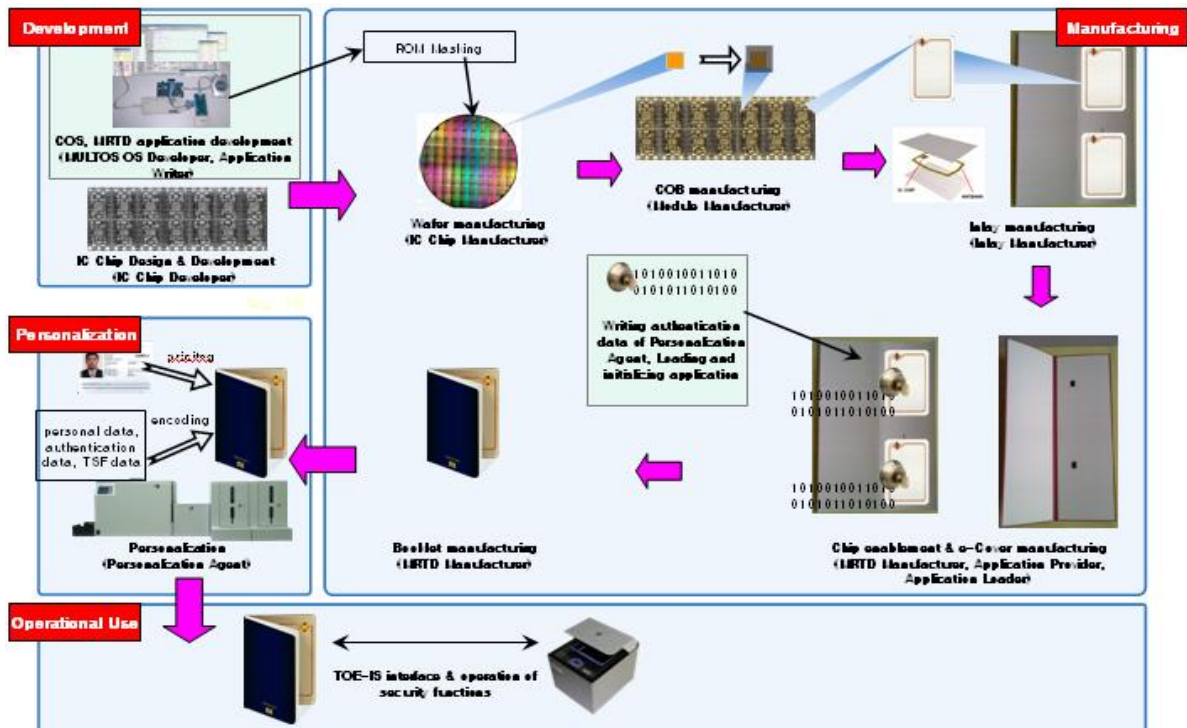 Development
COS, MRTD application development
(MULTOS OS Developer, Application
Writer)
IC Chip Design & Development
(IC Chip Developer)
Manufacturing
ROM Masking
Wafer manufacturing
(IC Chip Manufacturer)
COB manufacturing
(Module Manufacturer)
IC CHIP
ANTENNA
Inlay manufacturing
(Inlay Manufacturer)
1010010011010
0101011010100
Writing authentication
data of Personalization
Agent, Loading and
initializing application
1010010011010
0101011010100
1010010011010
0101011010100
Chip enablement & e-Cover manufacturing
(MRTD Manufacturer, Application Provider,
Application Loader)
Booklet manufacturing
(MRTD Manufacturer)
Personalization
priniteg
encoding
personal data,
authentication
data, TSF data
Personalization
(Personalization Agent)
Operational Use
TOE-IS interface & operation of
security functions